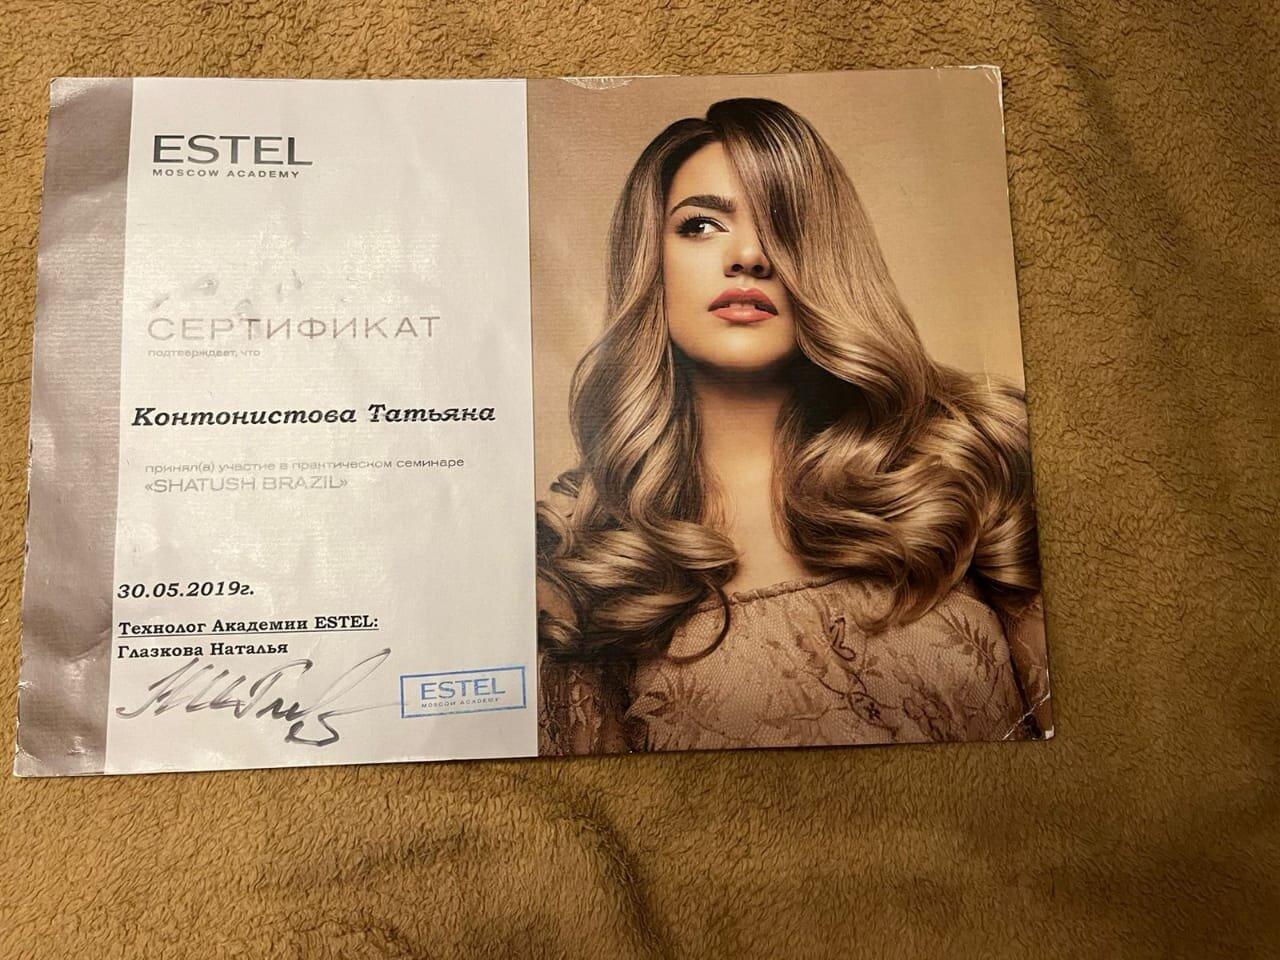 ESTEL
MOSCOW ACADEMY
СЕРТИФИКАТ
подтверждает, что
Контонистова Татьяна
принял(а) участие в практическом семинаре
«SHATUSH BRAZIL»
30.05.2019г.
Технолог Академии ESTEL:
Глазкова Наталья
ESTEL
MOSCOW ACADEMY